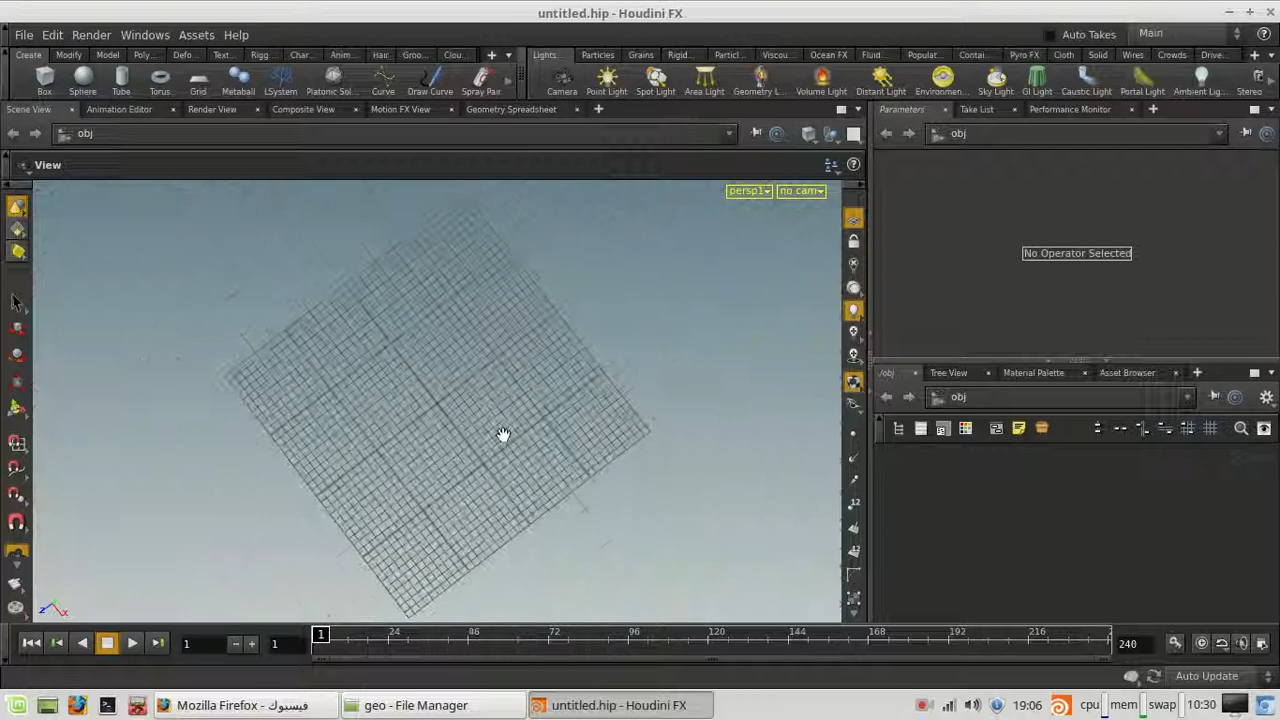 untitled.hip - Houdini FX
File Edit Render Windows Assets Help
Auto Takes Main
Create Modify Model Poly... Defo... Text... Rigg... Char... Anim... Hair Groo... Clou...
Lights... Particles Grains Rigid... Particl... Viscou... Ocean FX Fluid... Populat... Contai... Pyro FX Cloth Solid Wires Crowds Drive...
Box Sphere Tube Torus Grid Metaball LSystem Platonic Sol... Curve Draw Curve Spray Pain
Camera Point Light Spot Light Area Light Geometry L... Volume Light Distant Light Environmen... Sky Light GI Light Caustic Light Portal Light Ambient Lig... Stereo
Scene View Animation Editor Render View Composite View Motion FX View Geometry Spreadsheet
Parameters Take List Performance Monitor
obj
obj
View
persp1 no cam
No Operator Selected
/obj Tree View Material Palette Asset Browser
obj
12
12
z x
1 1 1 24 72 96 120 144 168 192 216 240
Auto Update
Mozilla Firefox - فيسبوك
geo - File Manager
untitled.hip - Houdini FX
19:06 cpu mem swap 10:30